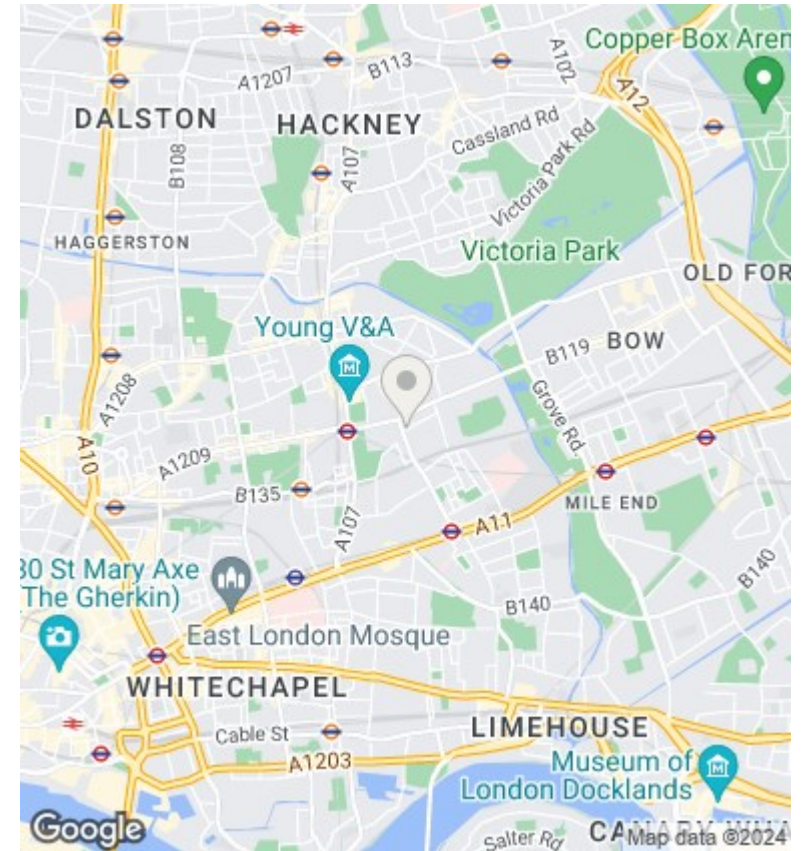 Copper Box Aren
B113
A102
A1207
A12
DALSTON
HACKNEY
Cassland Rd
B108
A107
Victoria Park Rd
HAGGERSTON
Victoria Park
OLD FOR
Young V&A
BOW
B119
A1208
Grove Rd.
A10
A1209
B135
MILE END
A107
A11
30 St Mary Axe
(The Gherkin)
B140
B140
East London Mosque
WHITECHAPEL
Cable St
LIMEHOUSE
A1203
Museum of
London Docklands
Google
Salter Rd
Map data ©2024